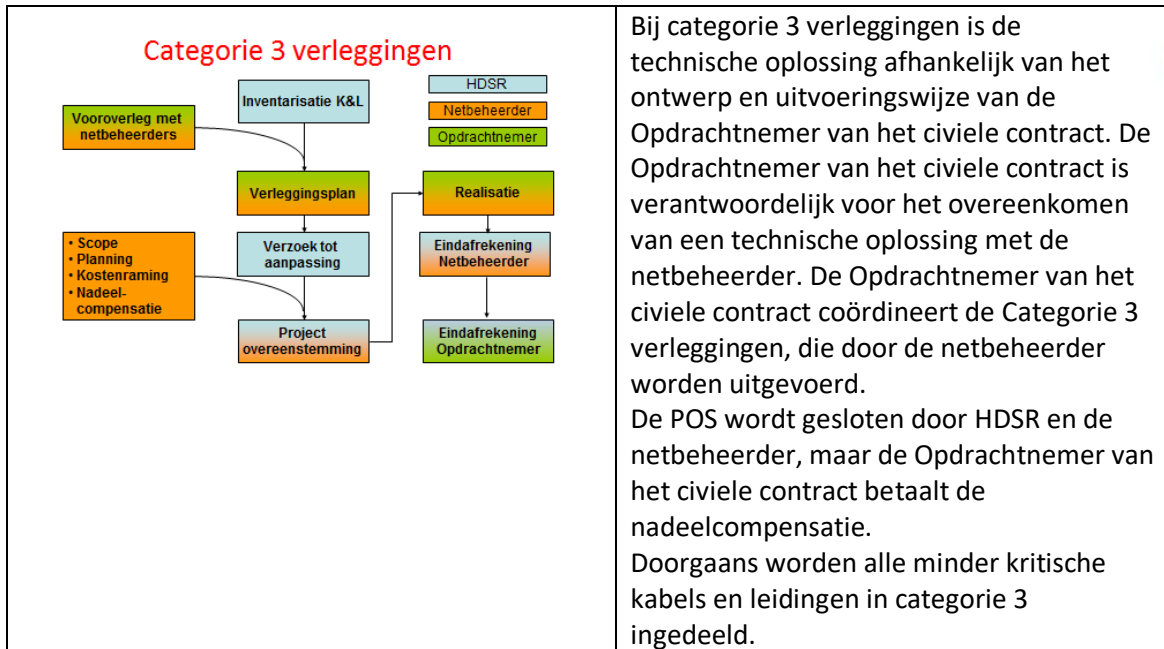 Categorie 3 verleggingen
HDSR
Netbeheerder
Opdrachtnemer
Inventarisatie K&L
Vooroverleg met
netbeheerders
Verleggingsplan
Realisatie
• Scope
• Planning
• Kostenraming
• Nadeel-
compensatie
Verzoek tot
aanpassing
Eindafrekening
Netbeheerder
Project
overeenstemming
Eindafrekening
Opdrachtnemer
Bij categorie 3 verleggingen is de
technische oplossing afhankelijk van het
ontwerp en uitvoeringswijze van de
Opdrachtnemer van het civiele contract. De
Opdrachtnemer van het civiele contract is
verantwoordelijk voor het overeenkomen
van een technische oplossing met de
netbeheerder. De Opdrachtnemer van het
civiele contract coördineert de Categorie 3
verleggingen, die door de netbeheerder
worden uitgevoerd.
De POS wordt gesloten door HDSR en de
netbeheerder, maar de Opdrachtnemer van
het civiele contract betaalt de
nadeelcompensatie.
Doorgaans worden alle minder kritische
kabels en leidingen in categorie 3
ingedeeld.